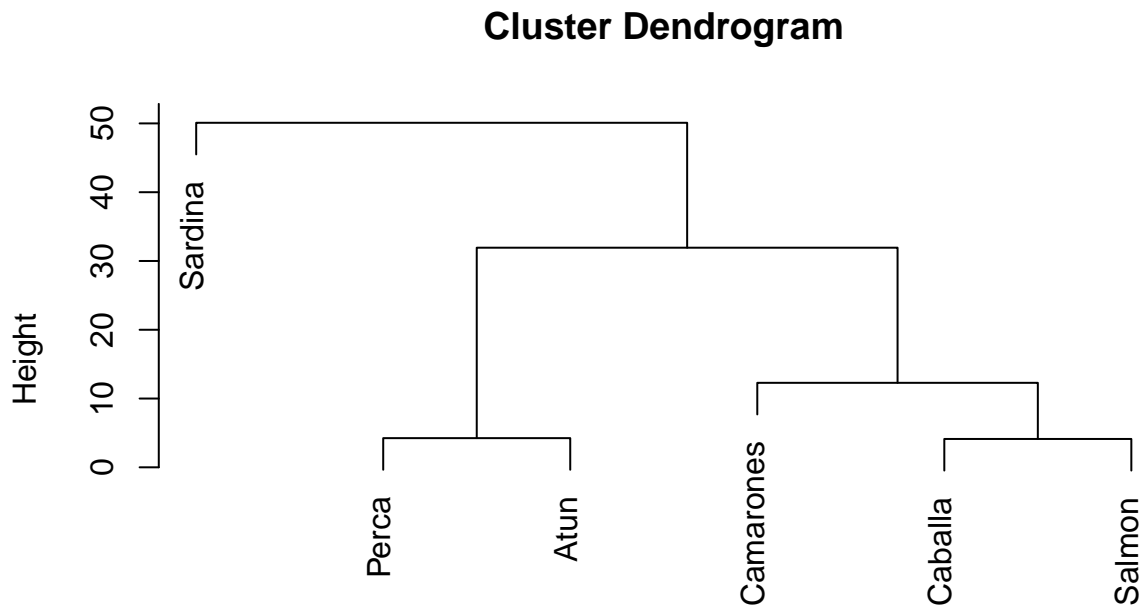 Cluster Dendrogram
Height
50
40
30
20
10
0
Sardina
Perca
Atun
Camarones
Caballa
Salmon